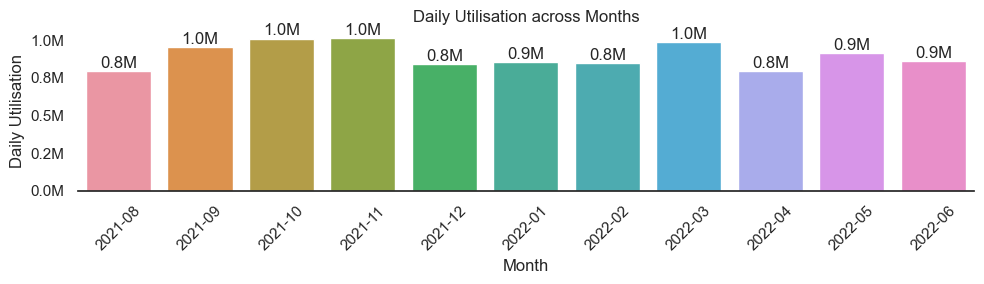 Daily Utilisation across Months
Daily Utilisation
1.0M
0.8M
0.5M
0.2M
0.0M
0.8M
1.0M
1.0M
1.0M
0.8M
0.9M
0.8M
1.0M
0.8M
0.9M
0.9M
2021-08
2021-09
2021-10
2021-11
2021-12
2022-01
2022-02
2022-03
2022-04
2022-05
2022-06
Month